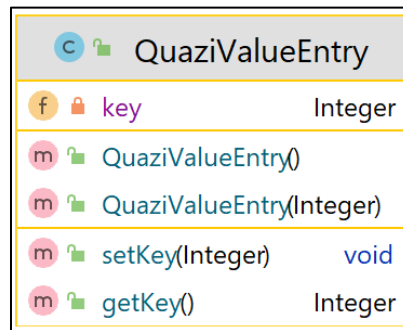 C QuaziValueEntry
f key Integer
m QuaziValueEntry()
m QuaziValueEntry(Integer)
m setKey(Integer) void
m getKey() Integer